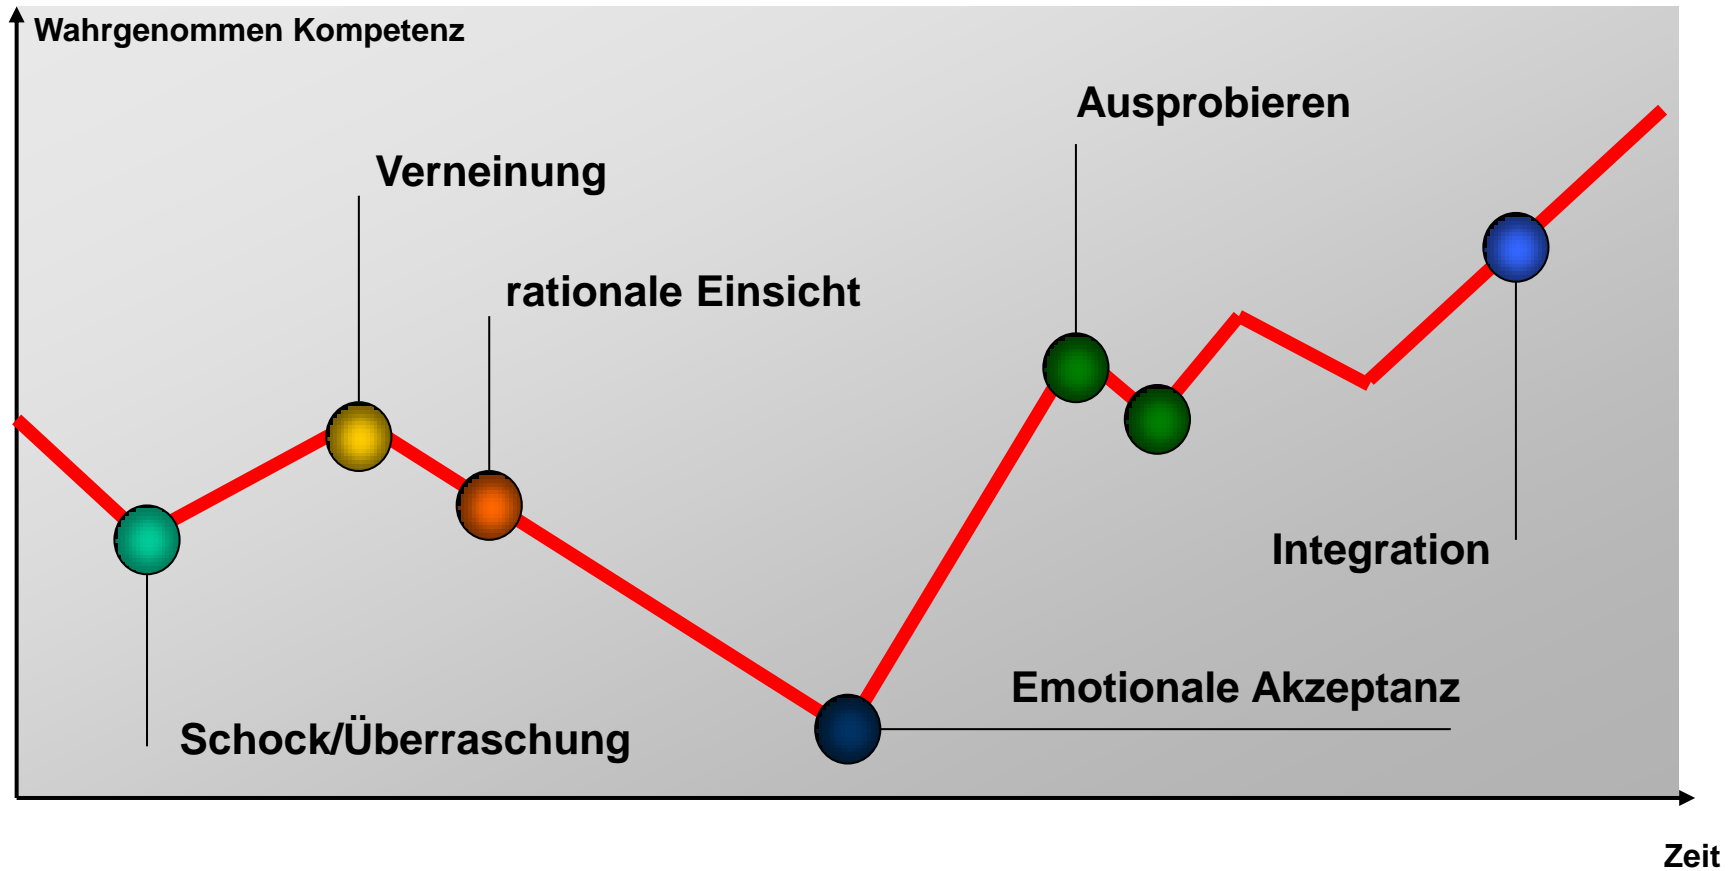 Wahrgenommen Kompetenz
Ausprobieren
Verneinung
rationale Einsicht
Integration
Emotionale Akzeptanz
Schock/Überraschung
Zeit